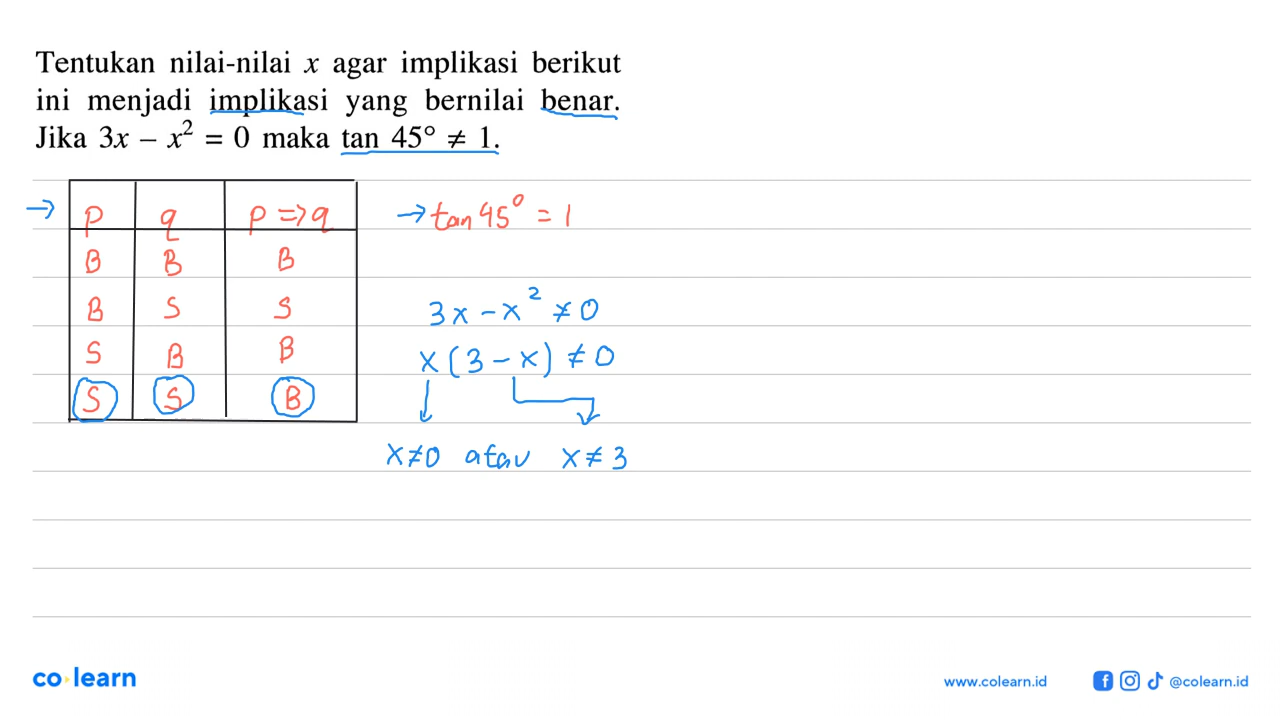 Tentukan nilai-nilai x agar implikasi berikut
ini menjadi implikasi yang bernilai benar.
Jika 3x – x² = 0 maka tan 45° ≠ 1.
→ p q p => q → tan 45° = 1
B B B
B S S 3x - x² ≠ 0
S B B x (3 - x) ≠ 0
S S B
x ≠ 0 atau x ≠ 3
co learn www.colearn.id @colearn.id